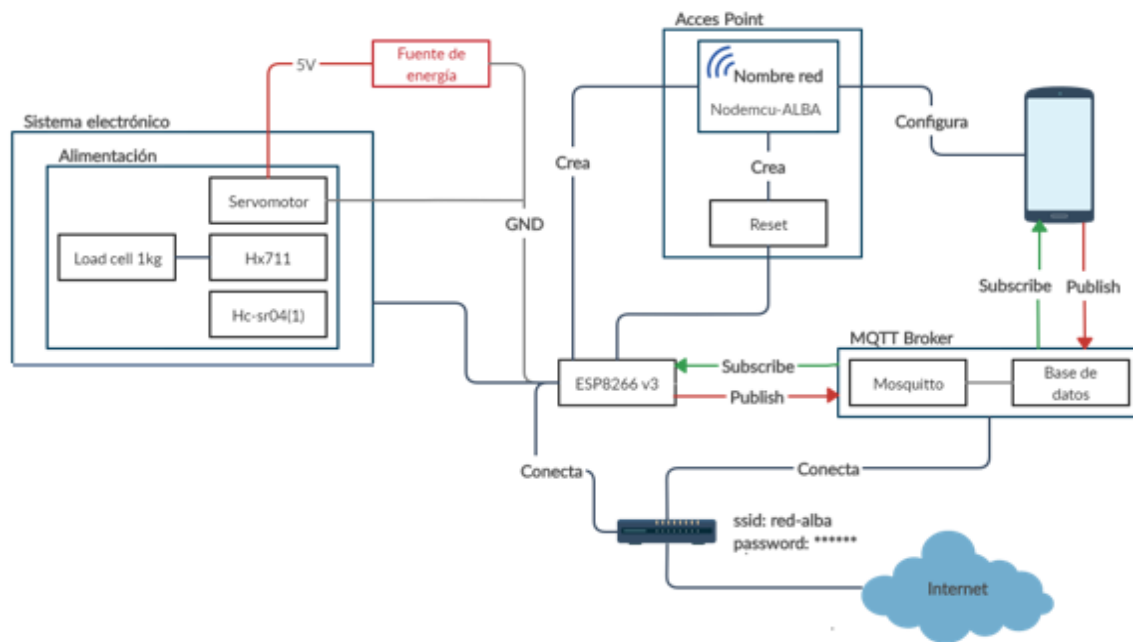 Acces Point
Fuente de
energía
5V
Nombre red
Nodemcu-ALBA
Configura
Sistema electrónico
Alimentación
Crea
Crea
Servomotor
Reset
GND
Load cell 1kg
Hx711
Hc-sr04(1)
Subscribe
Publish
MQTT Broker
ESP8266 v3
Subscribe
Publish
Mosquitto
Base de
datos
Conecta
Conecta
ssid: red-alba
password: ******
Internet